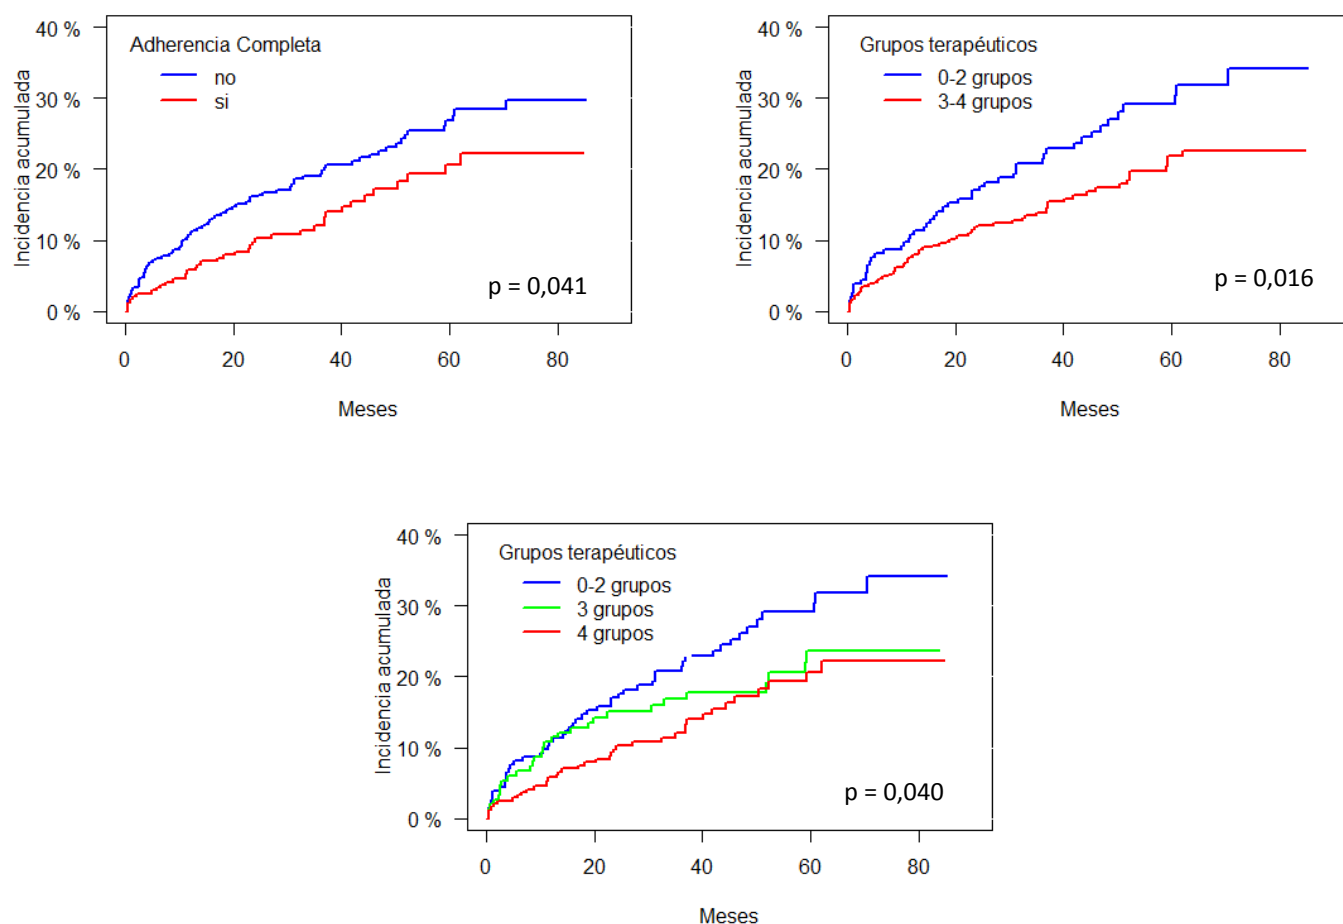 40 %
30 %
20 %
10 %
0 %
Incidencia acumulada
Adherencia Completa
no
si
p = 0,041
0 20 40 60 80
Meses
40 %
30 %
20 %
10 %
0 %
Incidencia acumulada
Grupos terapéuticos
0-2 grupos
3-4 grupos
p = 0,016
0 20 40 60 80
Meses
40 %
30 %
20 %
10 %
0 %
Incidencia acumulada
Grupos terapéuticos
0-2 grupos
3 grupos
4 grupos
p = 0,040
0 20 40 60 80
Meses